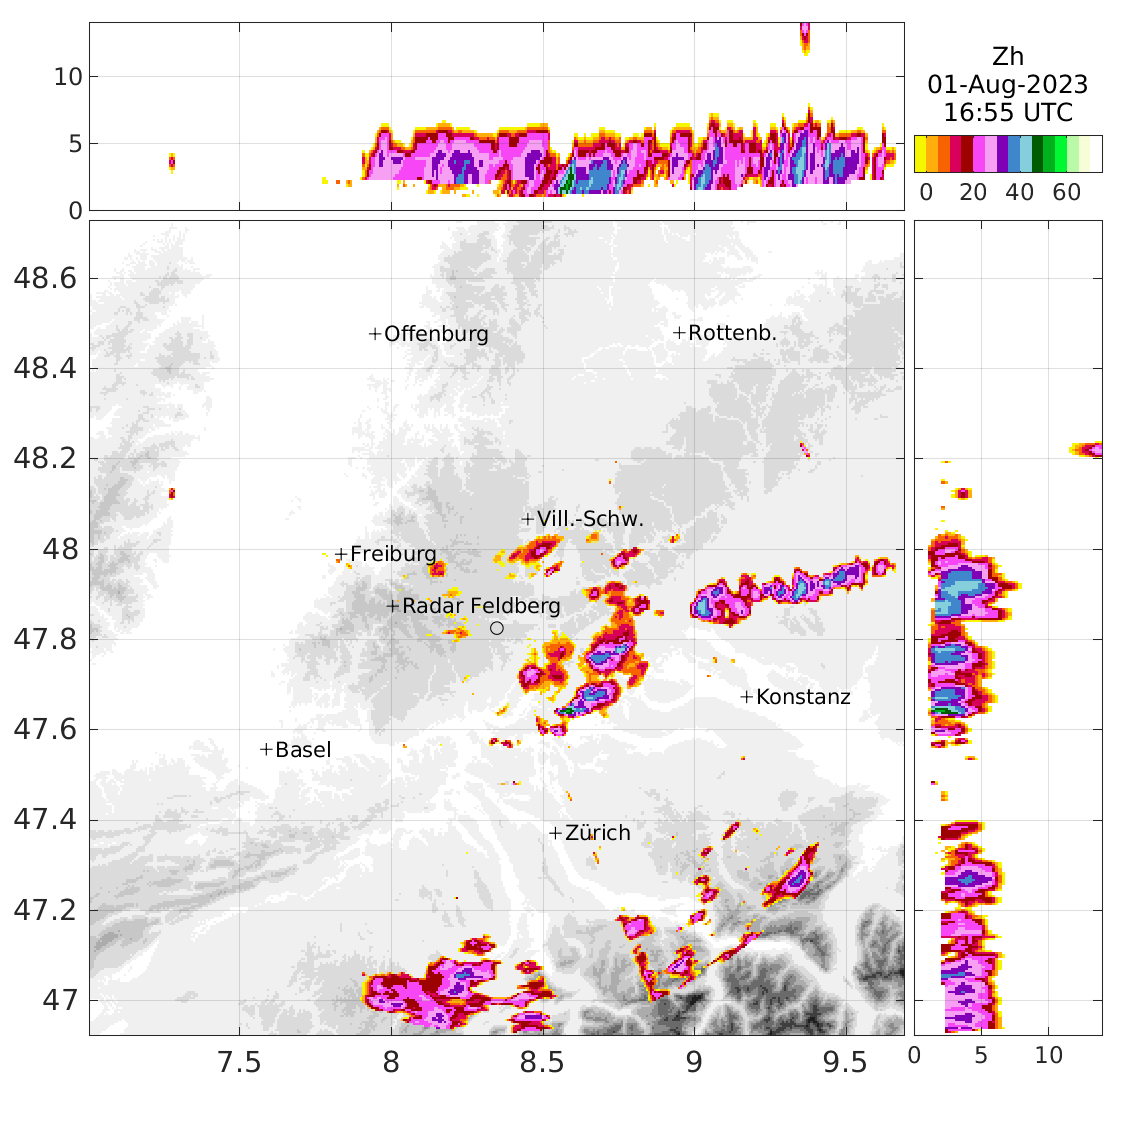 10
5
0
Zh
01-Aug-2023
16:55 UTC
0 20 40 60
48.6
48.4
48.2
48
47.8
47.6
47.4
47.2
47
Offenburg
Rottenb.
Vill.-Schw.
Freiburg
Radar Feldberg
Konstanz
Basel
Zürich
7.5 8 8.5 9 9.5
0 5 10